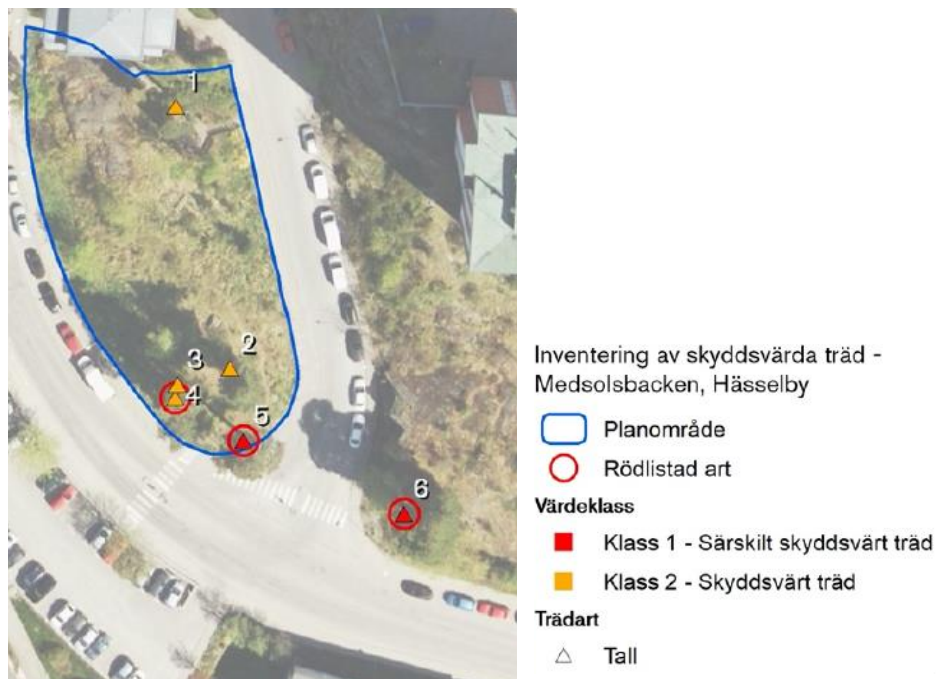 1
2
3
4
5
6
Inventering av skyddsvärda träd -
Medsolsbacken, Hässelby
Planområde
Rödlistad art
Värdeklass
Klass 1 - Särskilt skyddsvärt träd
Klass 2 - Skyddsvärt träd
Trädart
Tall